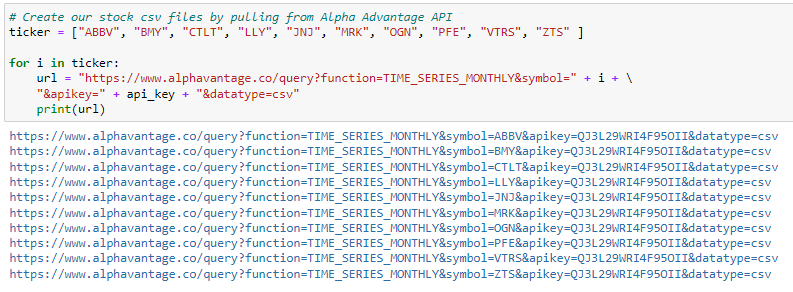 # Create our stock csv files by pulling from Alpha Advantage API
ticker = ["ABBV", "BMY", "CTLT", "LLY", "JNJ", "MRK", "OGN", "PFE", "VTRS", "ZTS" ]
for i in ticker:
url = "https://www.alphavantage.co/query?function=TIME_SERIES_MONTHLY&symbol=" + i + \
"&apikey=" + api_key + "&datatype=csv"
print(url)
https://www.alphavantage.co/query?function=TIME_SERIES_MONTHLY&symbol=ABBV&apikey=QJ3L29WRI4F95OII&datatype=csv
https://www.alphavantage.co/query?function=TIME_SERIES_MONTHLY&symbol=BMY&apikey=QJ3L29WRI4F95OII&datatype=csv
https://www.alphavantage.co/query?function=TIME_SERIES_MONTHLY&symbol=CTLT&apikey=QJ3L29WRI4F95OII&datatype=csv
https://www.alphavantage.co/query?function=TIME_SERIES_MONTHLY&symbol=LLY&apikey=QJ3L29WRI4F95OII&datatype=csv
https://www.alphavantage.co/query?function=TIME_SERIES_MONTHLY&symbol=JNJ&apikey=QJ3L29WRI4F95OII&datatype=csv
https://www.alphavantage.co/query?function=TIME_SERIES_MONTHLY&symbol=MRK&apikey=QJ3L29WRI4F95OII&datatype=csv
https://www.alphavantage.co/query?function=TIME_SERIES_MONTHLY&symbol=OGN&apikey=QJ3L29WRI4F95OII&datatype=csv
https://www.alphavantage.co/query?function=TIME_SERIES_MONTHLY&symbol=PFE&apikey=QJ3L29WRI4F95OII&datatype=csv
https://www.alphavantage.co/query?function=TIME_SERIES_MONTHLY&symbol=VTRS&apikey=QJ3L29WRI4F95OII&datatype=csv
https://www.alphavantage.co/query?function=TIME_SERIES_MONTHLY&symbol=ZTS&apikey=QJ3L29WRI4F95OII&datatype=csv